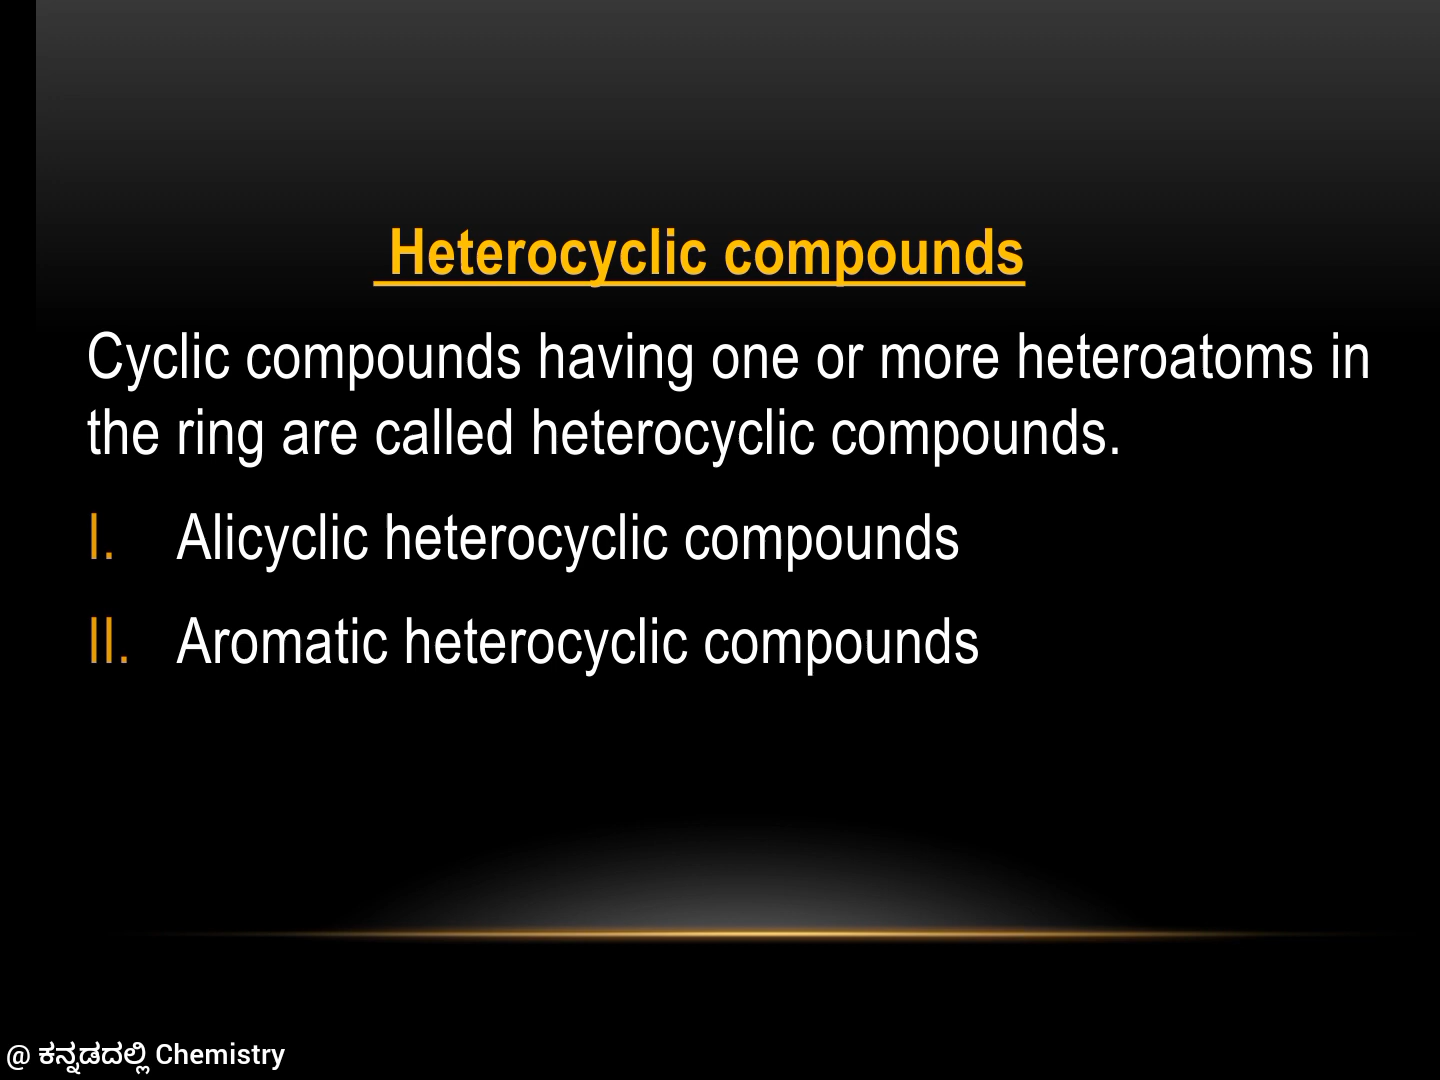 Heterocyclic compounds
Cyclic compounds having one or more heteroatoms in
the ring are called heterocyclic compounds.
I. Alicyclic heterocyclic compounds
II. Aromatic heterocyclic compounds
@ ಕನ್ನಡದಲ್ಲಿ Chemistry